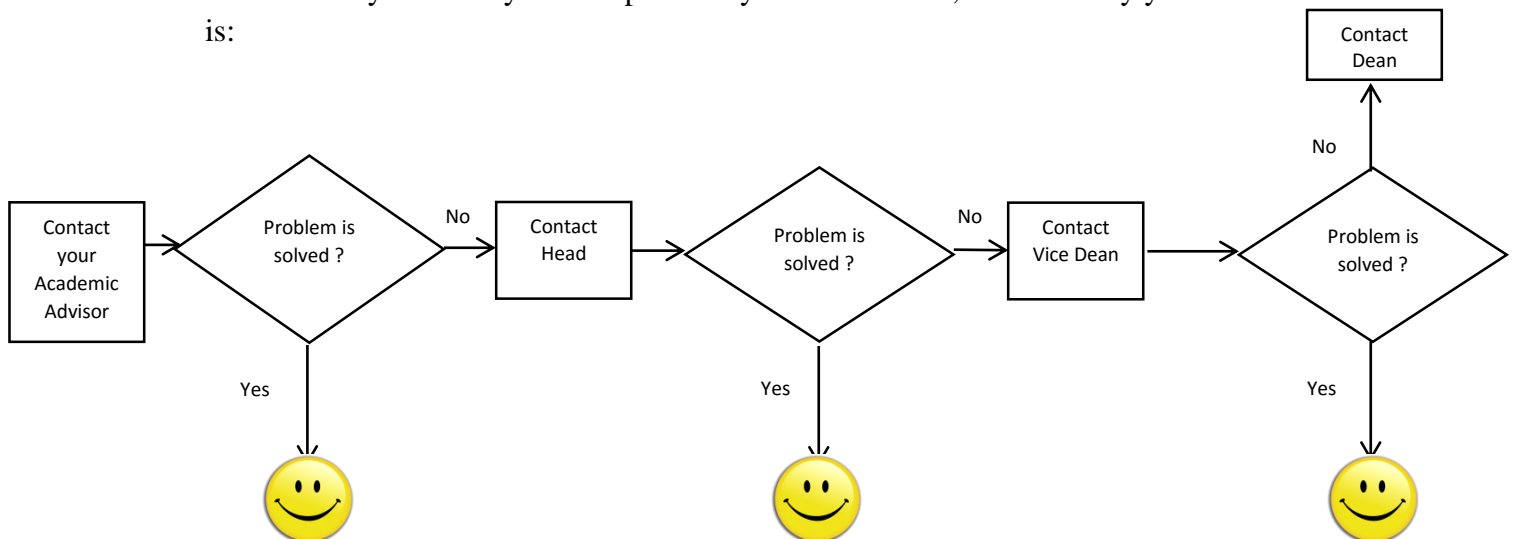 is:
Contact
Dean
No
Contact
your
Academic
Advisor
Problem is
solved ?
No
Contact
Head
Problem is
solved ?
No
Contact
Vice Dean
Problem is
solved ?
Yes
Yes
Yes